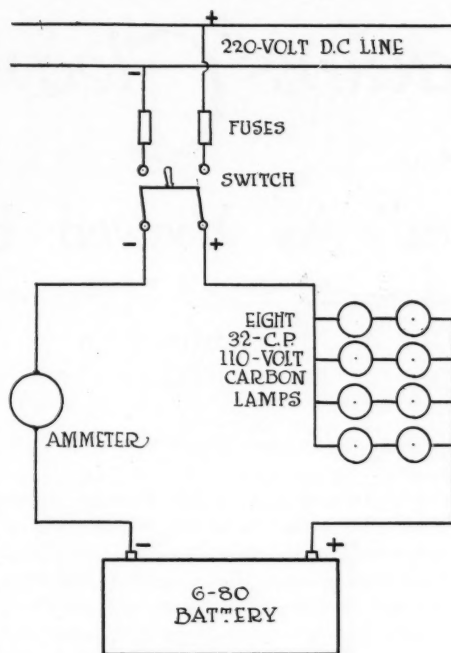 +
220-VOLT D.C LINE
-
FUSES
SWITCH
- +
EIGHT
32-C.P.
110-VOLT
CARBON
LAMPS
AMMETER
- +
6-80
BATTERY